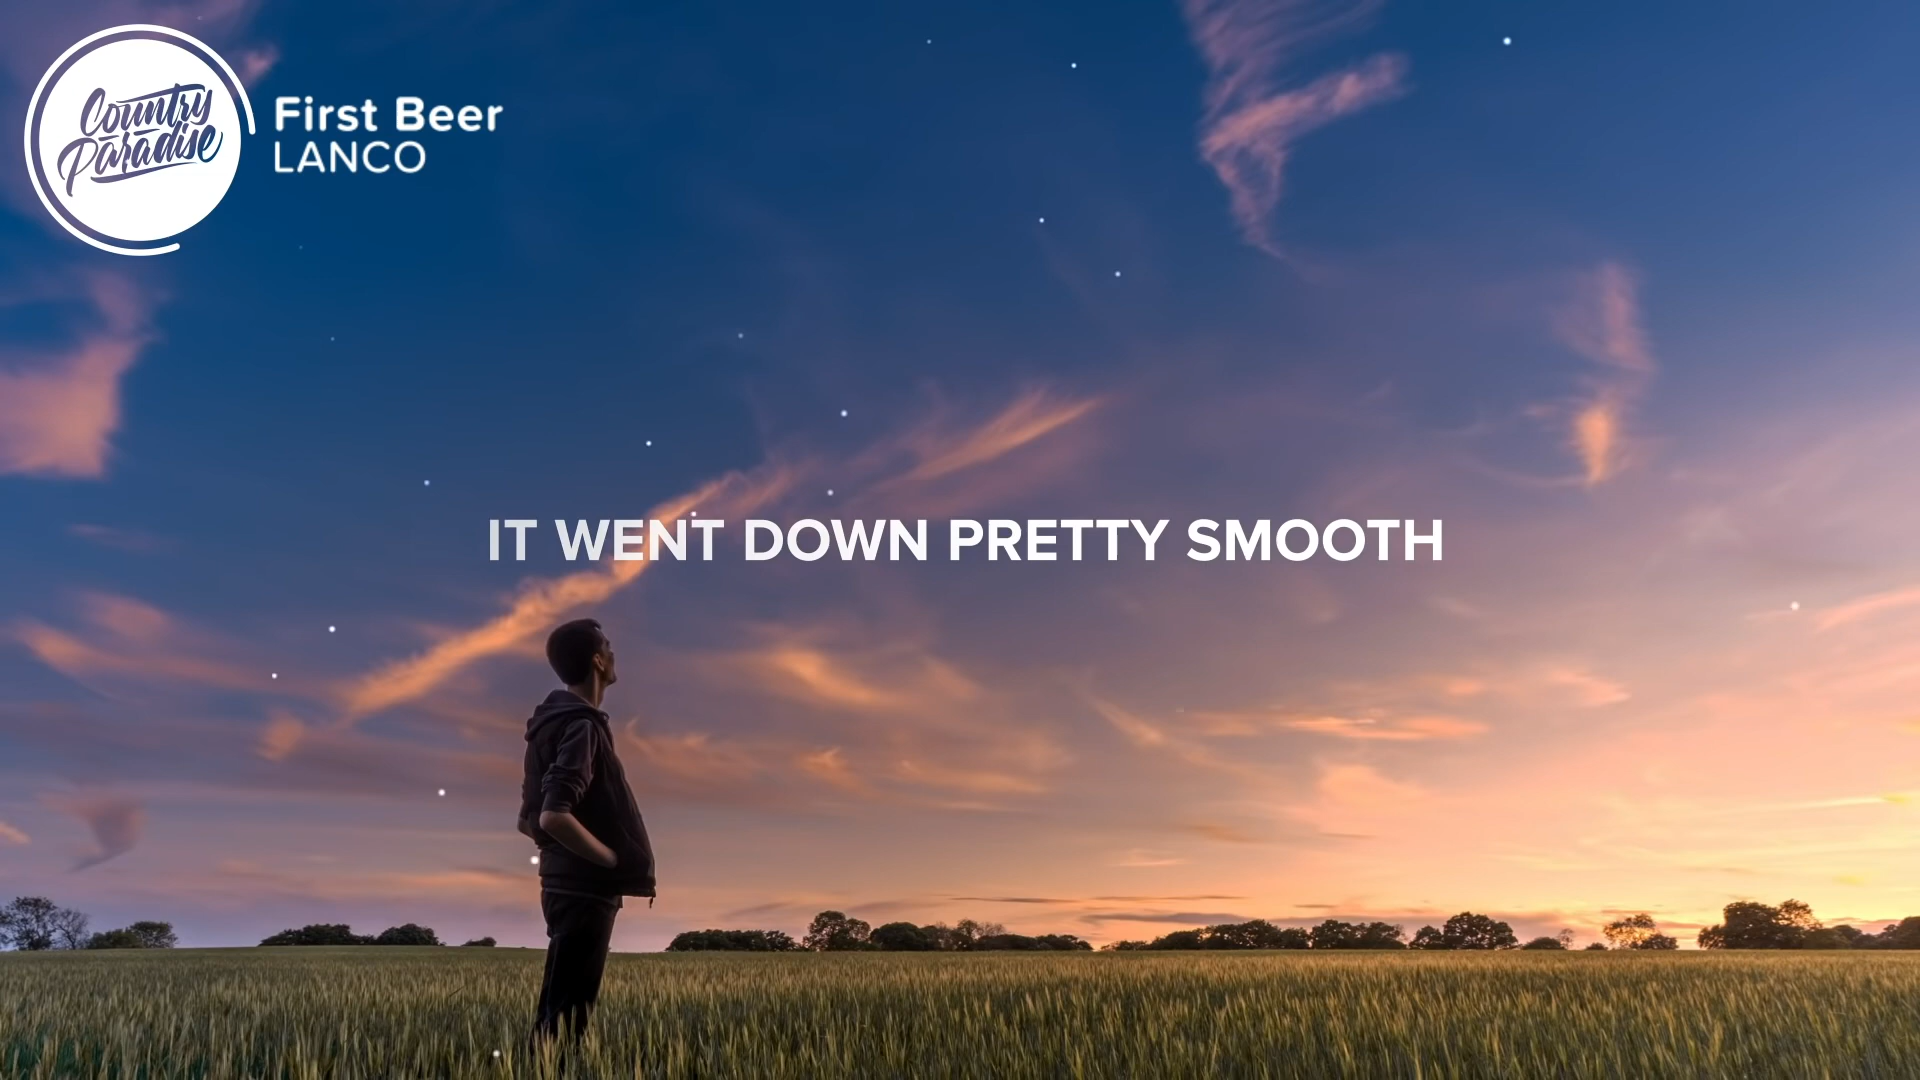 Country
Paradise
First Beer
LANCO
IT WENT DOWN PRETTY SMOOTH